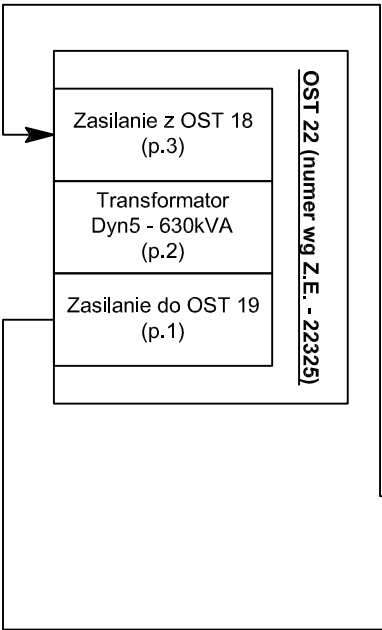 Zasilanie z OST 18
(p.3)
Transformator
Dyn5 - 630kVA
(p.2)
Zasilanie do OST 19
(p.1)
OST 22 (numer wg Z.E. - 22325)